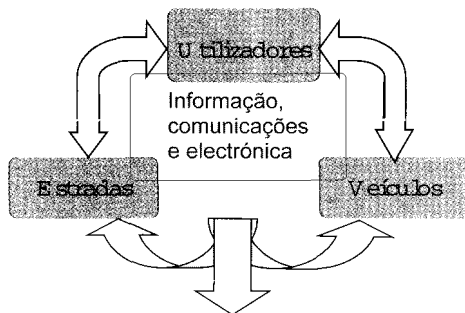 Utilizadores
Informação,
comunicações
e electrónica
Estradas
Veículos